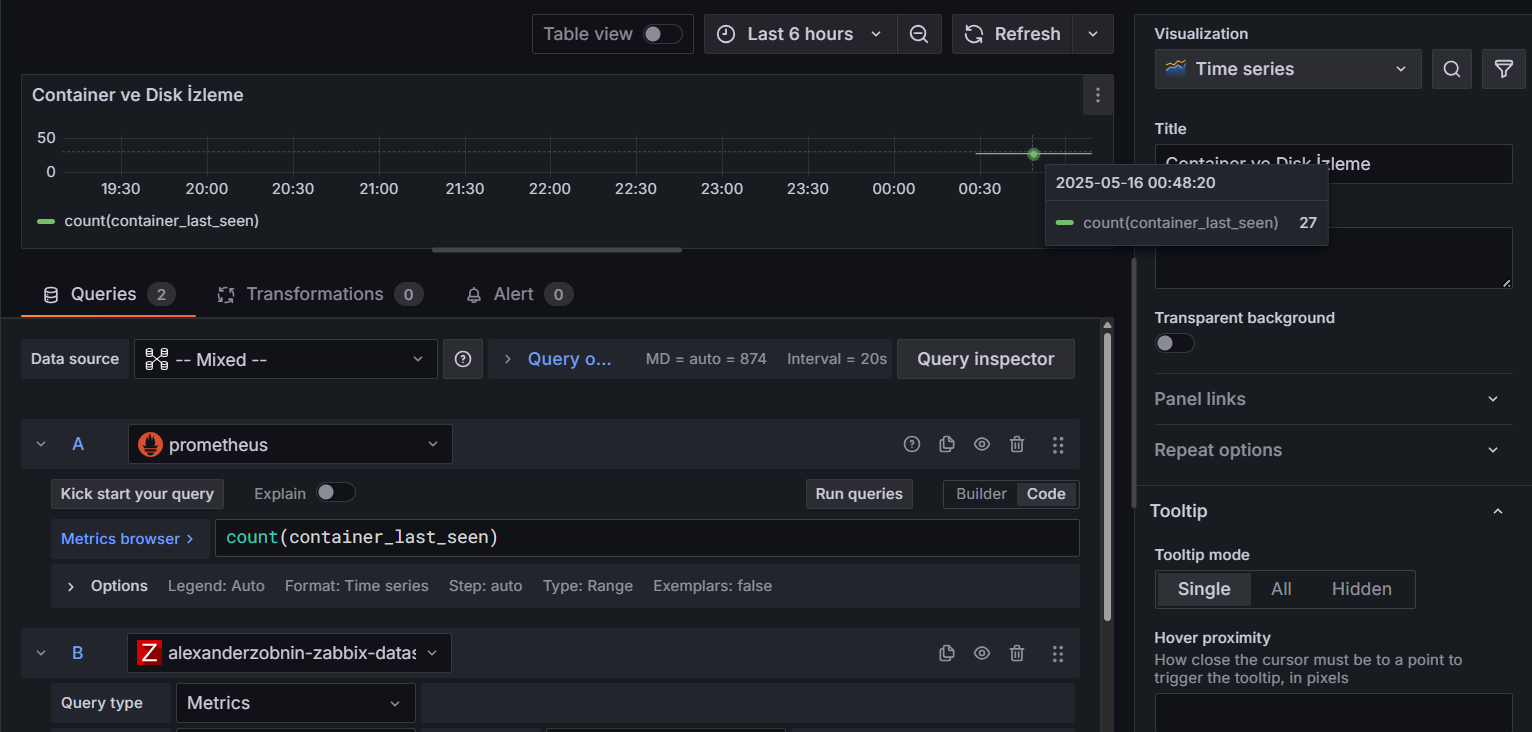 Table view
Last 6 hours
Refresh
Container ve Disk İzleme
50
0
19:30 20:00 20:30 21:00 21:30 22:00 22:30 23:00 23:30 00:00 00:30
count(container_last_seen)
2025-05-16 00:48:20
count(container_last_seen) 27
Queries 2
Transformations 0
Alert 0
Data source
-- Mixed --
Query o...
MD = auto = 874
Interval = 20s
Query inspector
A
prometheus
Kick start your query
Explain
Run queries
Builder
Code
Metrics browser >
count(container_last_seen)
Options
Legend: Auto
Format: Time series
Step: auto
Type: Range
Exemplars: false
B
Z
alexanderzobnin-zabbix-datas
Query type
Metrics
Visualization
Time series
Title
Container ve Disk İzleme
Transparent background
Panel links
Repeat options
Tooltip
Tooltip mode
Single
All
Hidden
Hover proximity
How close the cursor must be to a point to
trigger the tooltip, in pixels